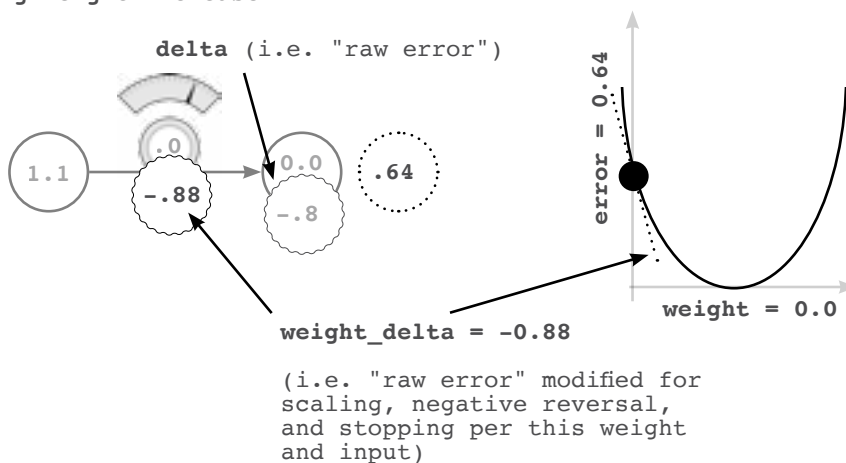 delta (i.e. "raw error")
error = 0.64
.0
1.1
0.0
.64
-.88
-.8
weight = 0.0
weight_delta = -0.88
(i.e. "raw error" modified for
scaling, negative reversal,
and stopping per this weight
and input)